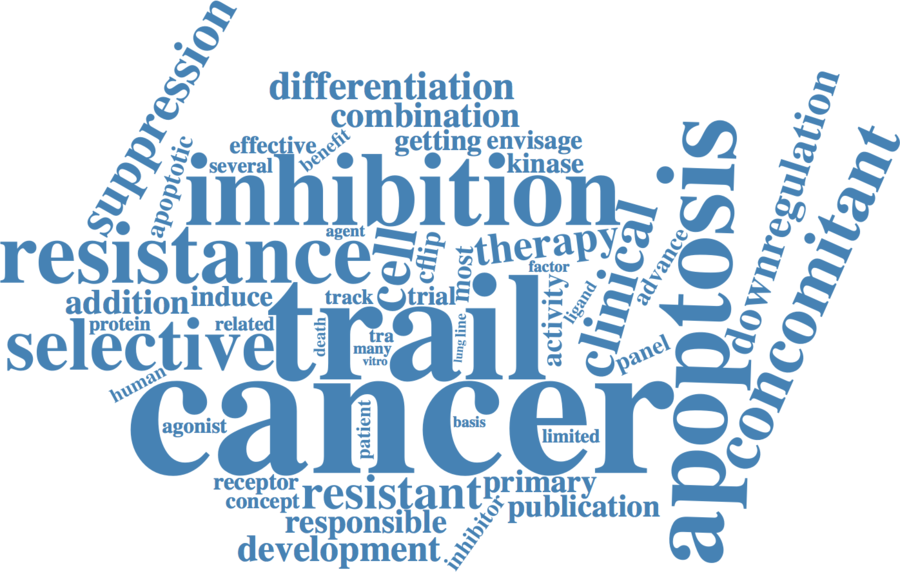 suppression
differentiation
combination
getting
envisage
effective
benefit
several
kinase
apoptotic
inhibition
apoptosis
downregulation
concomitant
resistance
agent
cell
cflip
most
therapy
factor
clinical
advance
addition
induce
track
trial
activity
ligand
protein
related
selective
trail
death
tra
many
vitro
lung
line
panel
human
cancer
agonist
patient
basis
limited
receptor
concept
resistant
primary
publication
responsible
inhibitor
development